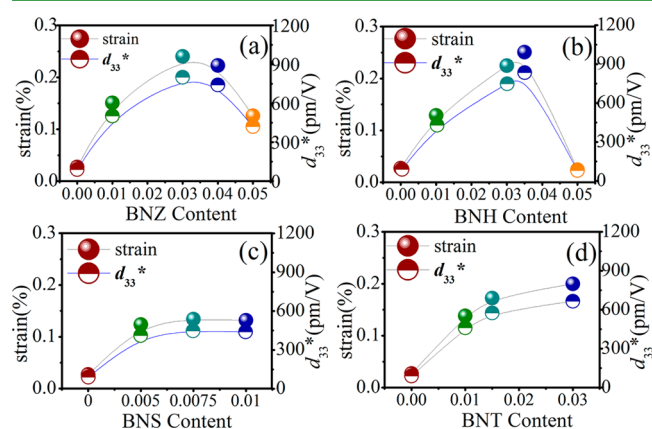 (a)
strain
d33*
strain(%)
0.3
0.2
0.1
0.0
1200
900
600
300
0
d33*(pm/V)
0.00 0.01 0.02 0.03 0.04 0.05
BNZ Content
(b)
strain
d33*
strain(%)
0.3
0.2
0.1
0.0
1200
900
600
300
0
d33*(pm/V)
0.00 0.01 0.02 0.03 0.04 0.05
BNH Content
(c)
strain
d33*
strain(%)
0.3
0.2
0.1
0.0
1200
900
600
300
0
d33*(pm/V)
0 0.005 0.0075 0.01
BNS Content
(d)
strain
d33*
strain(%)
0.3
0.2
0.1
0.0
1200
900
600
300
0
d33*(pm/V)
0.00 0.01 0.02 0.03
BNT Content